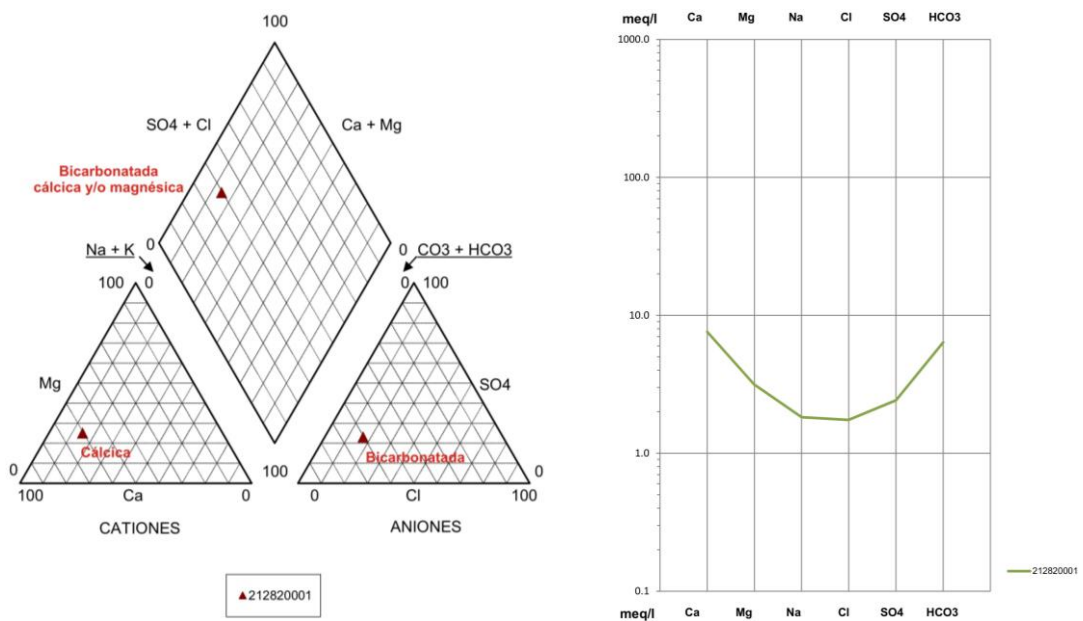 100
SO4 + Cl
Ca + Mg
Bicarbonatada
cálcica y/o magnésica
0
0
Na + K
CO3 + HCO3
100
0
0
100
Mg
SO4
Cálcica
Bicarbonatada
0
100
0
100
Ca
0
0
Cl
100
CATIONES
ANIONES
212820001
meq/l
Ca
Mg
Na
Cl
SO4
HCO3
1000.0
100.0
10.0
1.0
0.1
212820001
meq/l
Ca
Mg
Na
Cl
SO4
HCO3